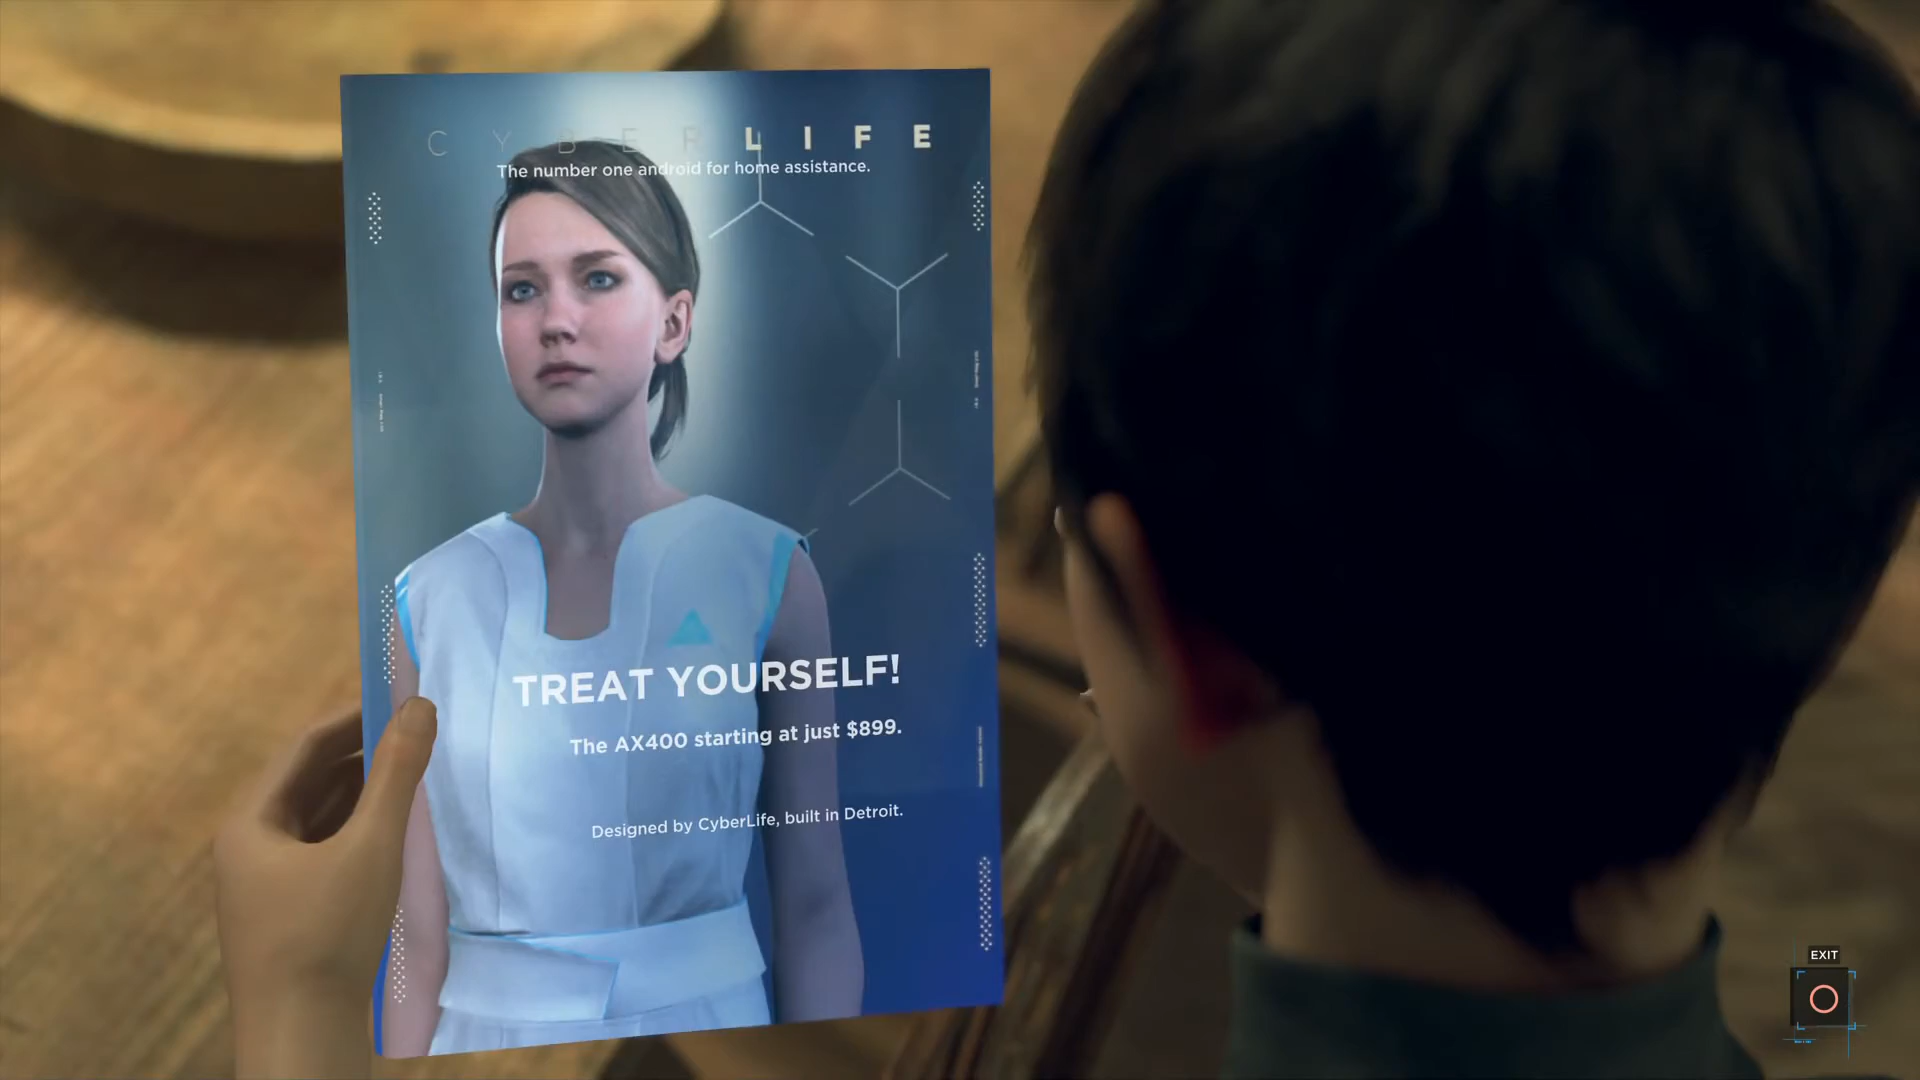 CYBERLIFE
The number one android for home assistance.
TREAT YOURSELF!
The AX400 starting at just $899.
Designed by CyberLife, built in Detroit.
EXIT